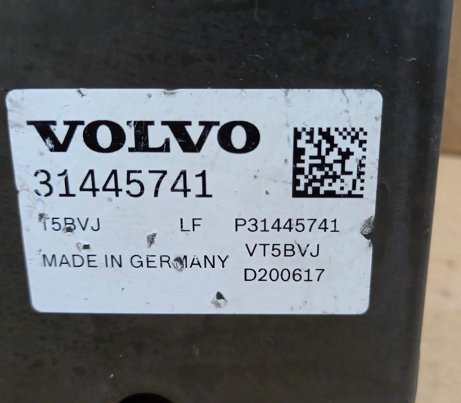 VOLVO
31445741
T5BVJ LF P31445741
VT5BVJ
MADE IN GERMANY
D200617